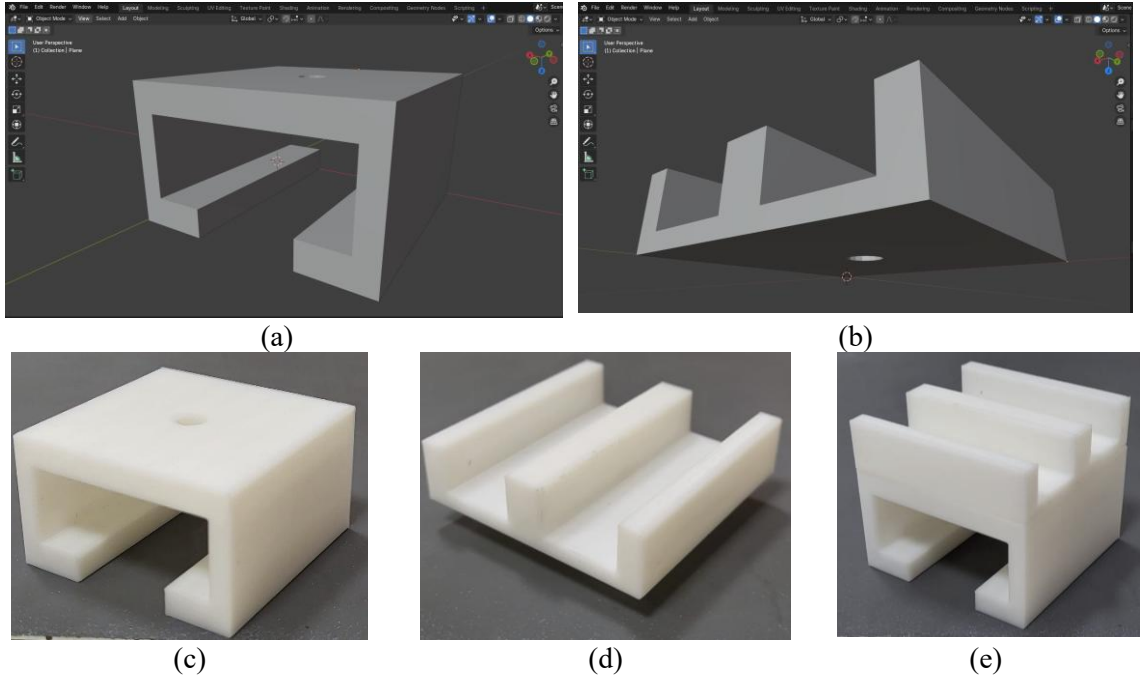 File Edit Render Window Help Layout Modeling Sculpting UV Editing Texture Paint Shading Animation Rendering Compositing Geometry Nodes Scripting + Scene
Object Mode View Select Add Object Global
Options
User Perspective
(1) Collection | Plane
File Edit Render Window Help Layout Modeling Sculpting UV Editing Texture Paint Shading Animation Rendering Compositing Geometry Nodes Scripting + Scene
Object Mode View Select Add Object Global
Options
User Perspective
(1) Collection | Plane
(a)
(b)
(c)
(d)
(e)